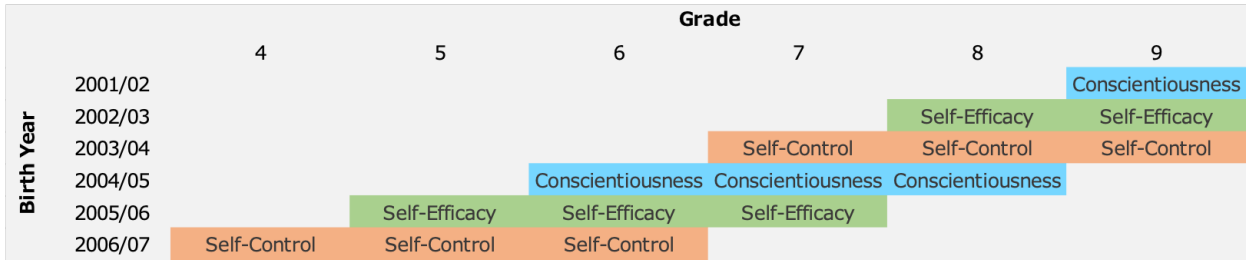 Grade
4 5 6 7 8 9
Birth Year
2001/02 Conscientiousness
2002/03 Self-Efficacy Self-Efficacy
2003/04 Self-Control Self-Control Self-Control
2004/05 Conscientiousness Conscientiousness Conscientiousness
2005/06 Self-Efficacy Self-Efficacy Self-Efficacy
2006/07 Self-Control Self-Control Self-Control